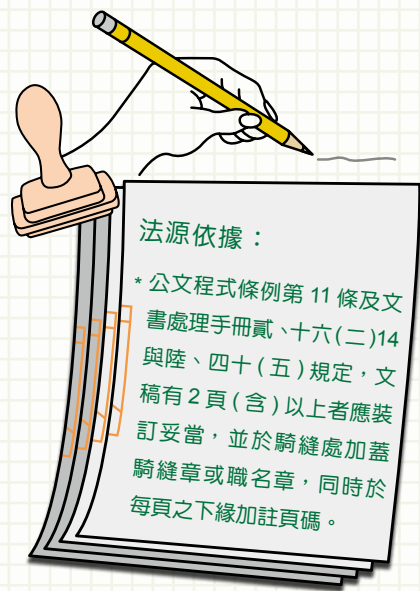 法源依據：
* 公文程式條例第 11 條及文
書處理手冊貳、十六(二)14
與陸、四十(五)規定，文
稿有2頁(含)以上者應裝
訂妥當，並於騎縫處加蓋
騎縫章或職名章，同時於
每頁之下緣加註頁碼。